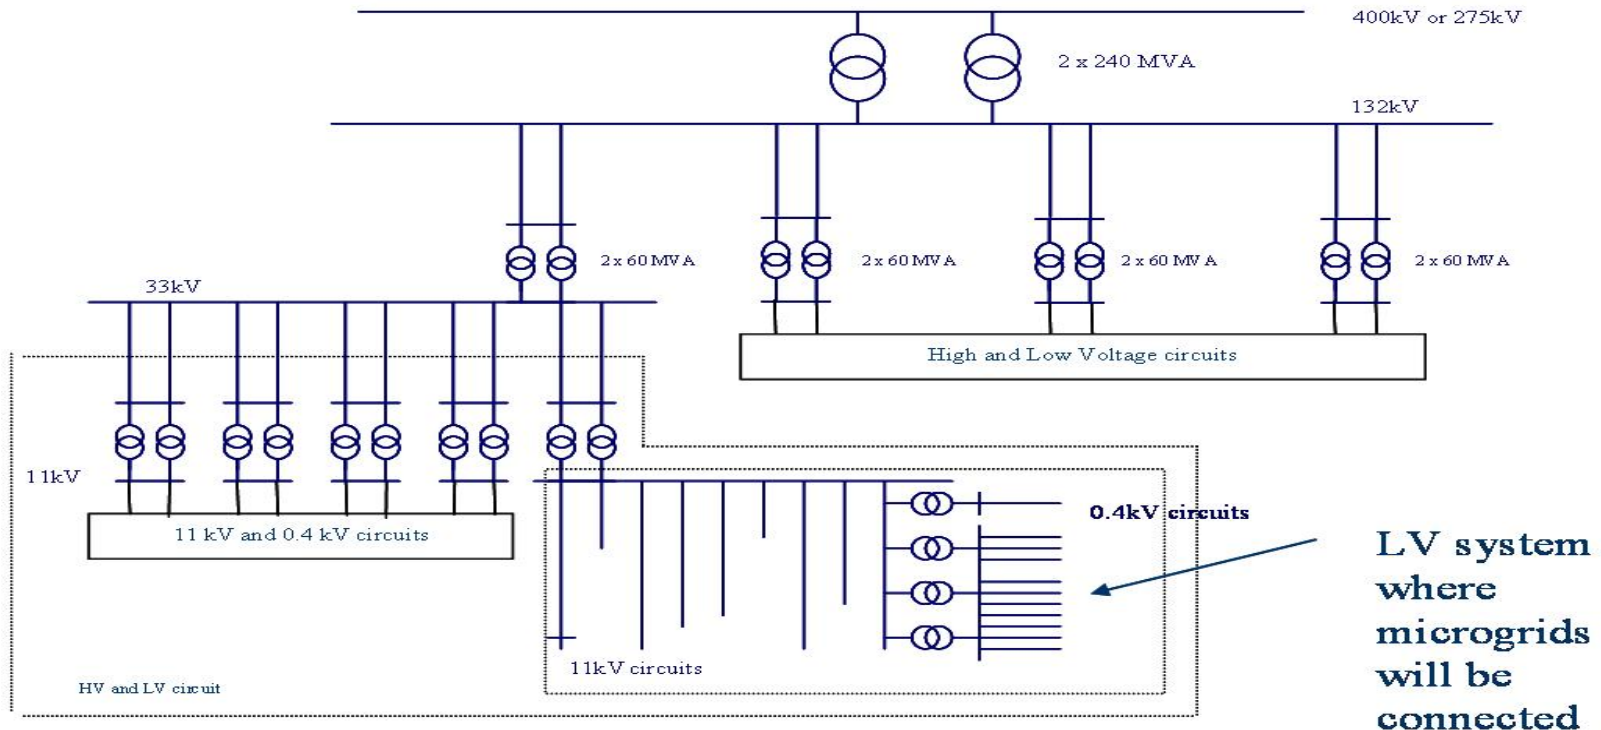 400kV or 275kV
2 x 240 MVA
132kV
2 x 60 MVA
2 x 60 MVA
2 x 60 MVA
2 x 60 MVA
33kV
High and Low Voltage circuits
11kV
0.4kV circuits
11 kV and 0.4 kV circuits
LV system
where
microgrids
will be
connected
11kV circuits
HV and LV circuit